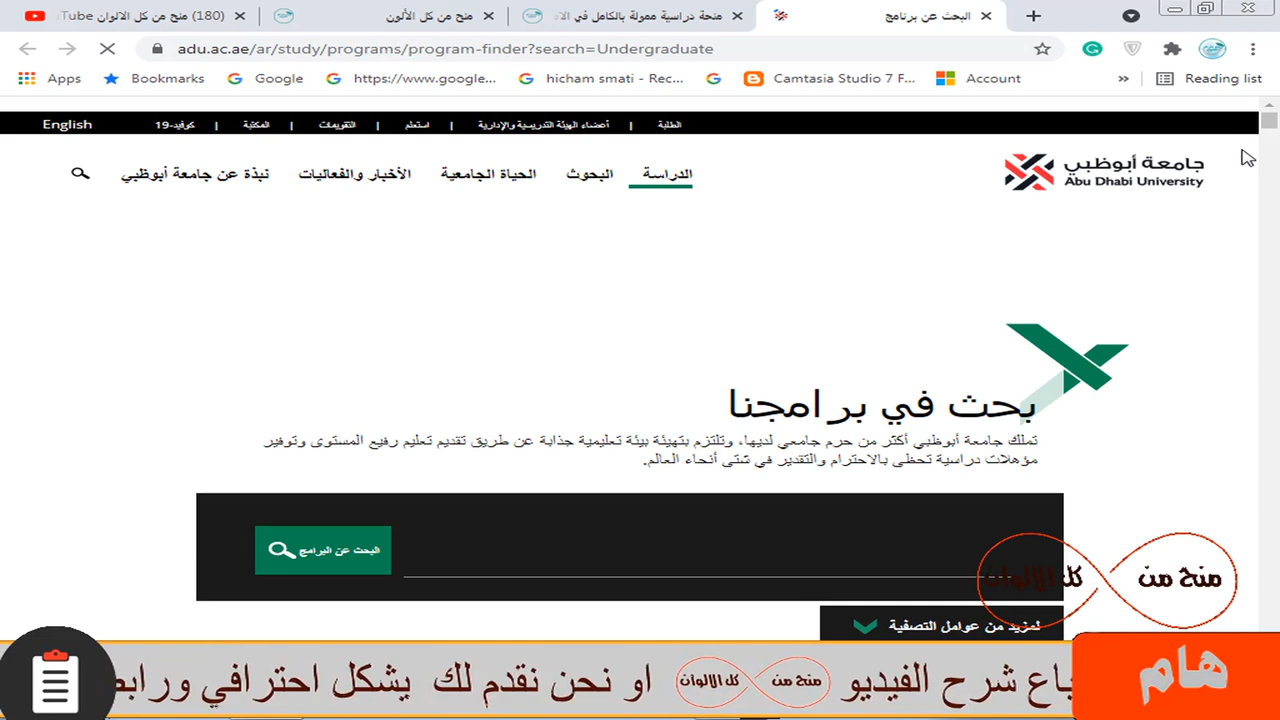 البحث عن برنامج
منحة دراسية ممولة بالكامل في الا
منح من كل الألون
(180) منح من كل الالوان Tube
adu.ac.ae/ar/study/programs/program-finder?search=Undergraduate
Apps Bookmarks Google https://www.google... hicham smati - Rec... Camtasia Studio 7 F... Account » Reading list
الطلبة | أعضاء الهيئة التدريسية والإدارية | استعلم | التقويمات | المكتبة | كوفيد-19 English
جامعة أبوظبي
Abu Dhabi University
الدراسة البحوث الحياة الجامعية الأخبار والفعاليات نبذة عن جامعة أبوظبي
بحث في برامجنا
تملك جامعة أبوظبي أكثر من حرم جامعي لديها، وتلتزم بتهيئة بيئة تعليمية جذابة عن طريق تقديم تعليم رفيع المستوى وتوفير
مؤهلات دراسية تحظى بالاحترام والتقدير في شتى أنحاء العالم.
البحث عن البرامج
منح من كل الالوان
لمزيد من عوامل التصفية
هام
باع شرح الفيديو منح من كل الالوان او نحن نقدم لك يشكل احترافي ورابط